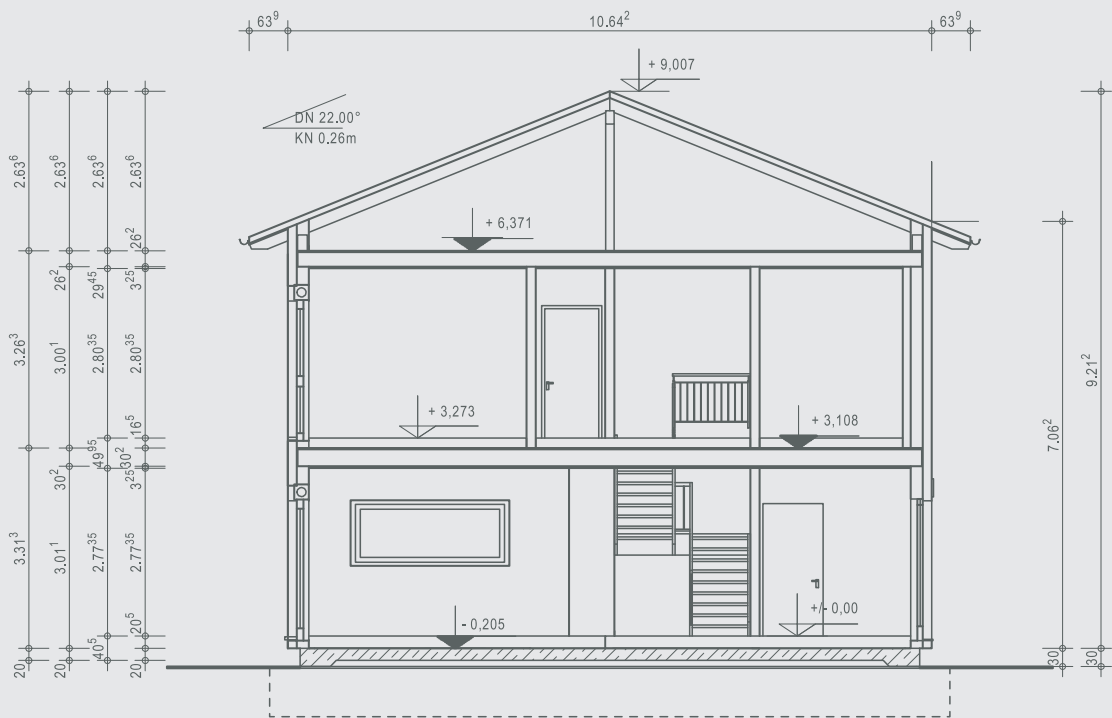 63⁹ 10.64² 63⁹
+ 9,007
DN 22.00°
KN 0.26m
2.63⁶ 2.63⁶ 2.63⁶ 2.63⁶
+ 6,371
26²
26² 29⁴⁵ 3²⁵
3.26³ 3.00¹ 2.80³⁵ 2.80³⁵
9.21²
7.06²
+ 3,273
+ 3,108
16⁵
49⁹⁵ 30²
30² 3²⁵
3.31³ 3.01¹ 2.77³⁵ 2.77³⁵
+/- 0,00
- 0,205
20⁵
40⁵
20 20 20
30 30